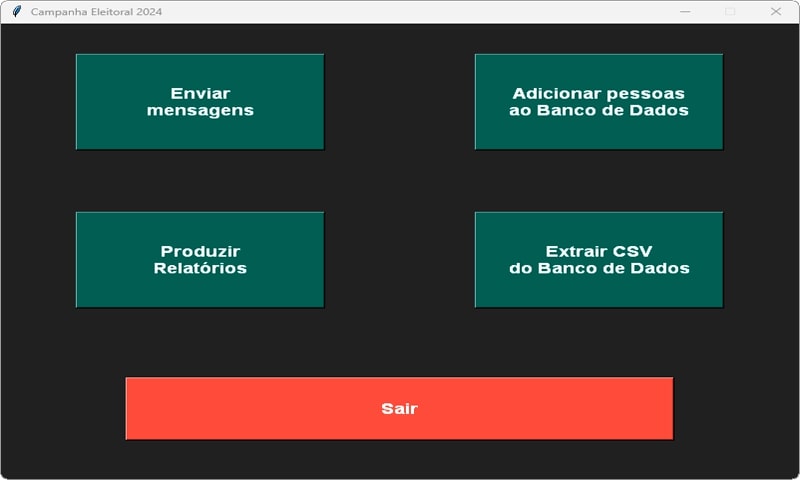 Campanha Eleitoral 2024
Enviar
mensagens
Adicionar pessoas
ao Banco de Dados
Produzir
Relatórios
Extrair CSV
do Banco de Dados
Sair